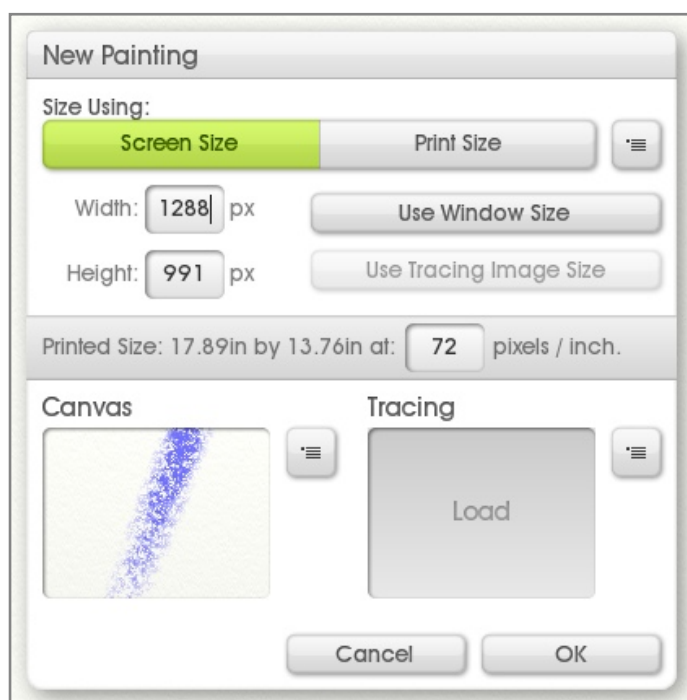 New Painting
Size Using:
Screen Size Print Size
Width: 1288 px Use Window Size
Height: 991 px Use Tracing Image Size
Printed Size: 17.89in by 13.76in at: 72 pixels / inch.
Canvas Tracing
Load
Cancel OK